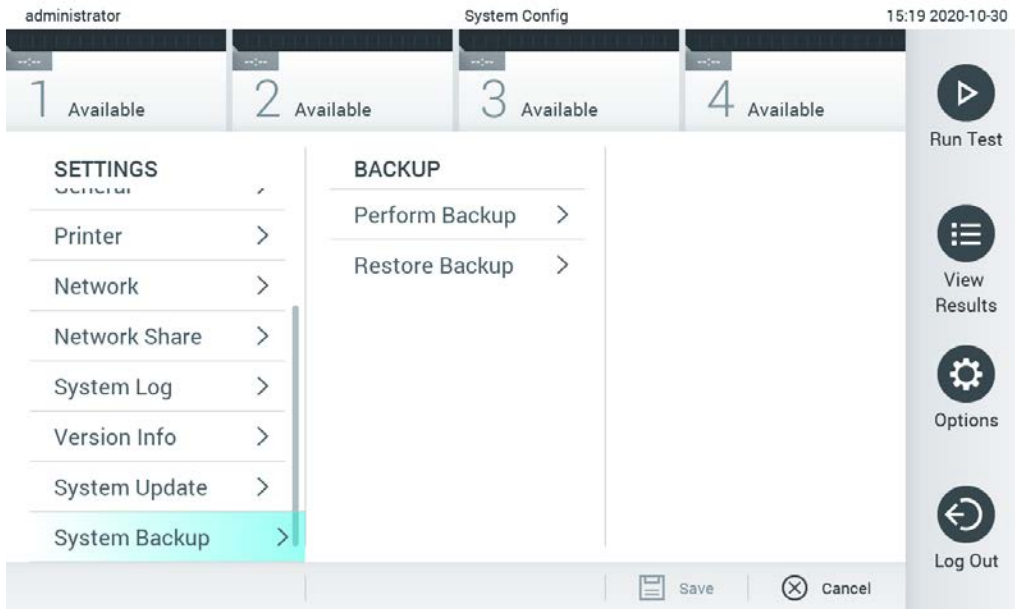 administrator
System Config
15:19 2020-10-30
--:--
--:--
--:--
--:--
1 Available
2 Available
3 Available
4 Available
SETTINGS
General
Printer
Network
Network Share
System Log
Version Info
System Update
System Backup
BACKUP
Perform Backup
Restore Backup
Run Test
View
Results
Options
Log Out
Save
Cancel